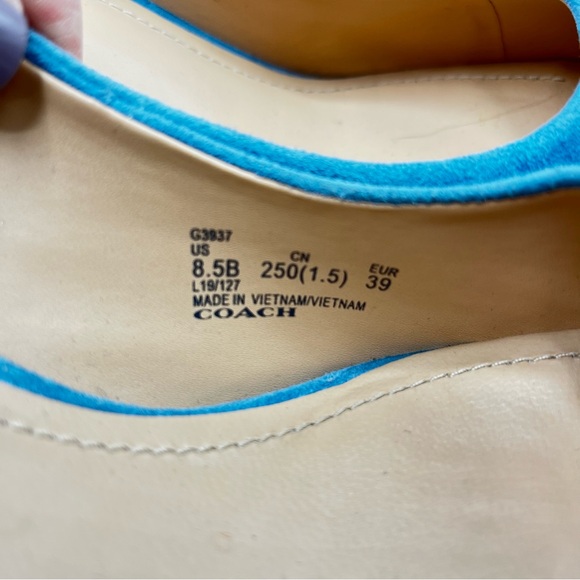 G3937
US CN EUR
8.5B 250(1.5) 39
L19/127
MADE IN VIETNAM/VIETNAM
COACH